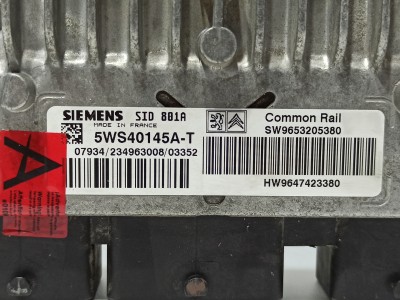 SIEMENS SID 801A
MADE IN FRANCE
5WS40145A-T
07934/234963008/03352
Common Rail
SW9653205380
HW9647423380
A